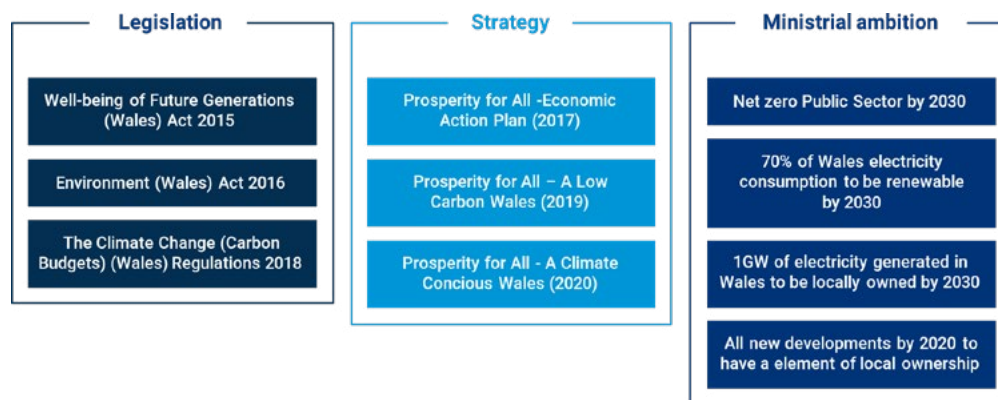 Legislation
Well-being of Future Generations
(Wales) Act 2015
Environment (Wales) Act 2016
The Climate Change (Carbon
Budgets) (Wales) Regulations 2018
Strategy
Prosperity for All -Economic
Action Plan (2017)
Prosperity for All – A Low
Carbon Wales (2019)
Prosperity for All - A Climate
Concious Wales (2020)
Ministrial ambition
Net zero Public Sector by 2030
70% of Wales electricity
consumption to be renewable
by 2030
1GW of electricity generated in
Wales to be locally owned by 2030
All new developments by 2020 to
have a element of local ownership